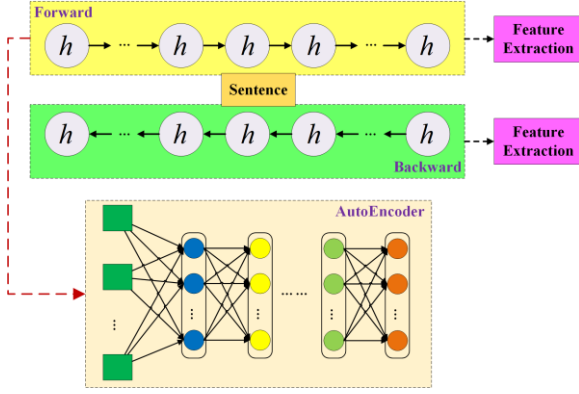 Forward
h ... h h h ... h
Feature
Extraction
Sentence
h ... h h h ... h
Feature
Extraction
Backward
AutoEncoder
... ...